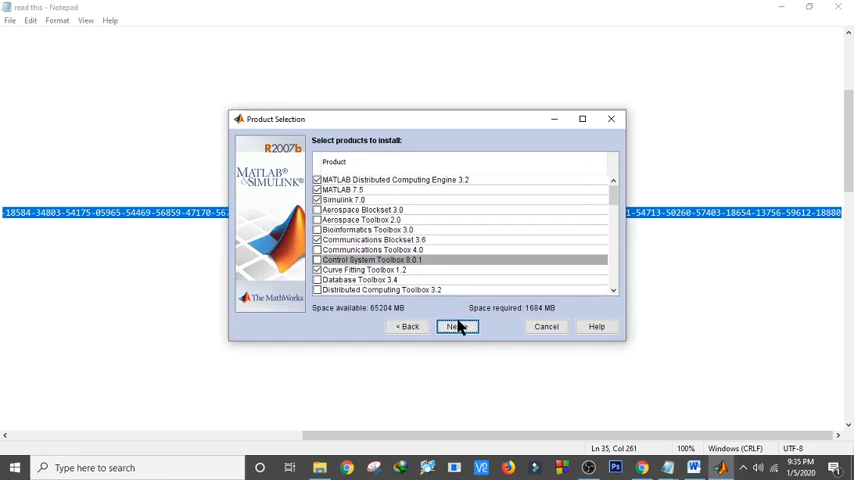 read this - Notepad
File Edit Format View Help
Product Selection
R2007b
MATLAB®
&SIMULINK®
The MathWorks
Select products to install:
Product
MATLAB Distributed Computing Engine 3.2
MATLAB 7.5
Simulink 7.0
Aerospace Blockset 3.0
Aerospace Toolbox 2.0
Bioinformatics Toolbox 3.0
Communications Blockset 3.6
Communications Toolbox 4.0
Control System Toolbox 8.0.1
Curve Fitting Toolbox 1.2
Database Toolbox 3.4
Distributed Computing Toolbox 3.2
-18584-34803-54175-05965-54469-56859-47170-567
1-54713-50260-57403-18654-13756-59612-18880
Space available: 65204 MB Space required: 1684 MB
< Back Cancel Help
Ln 35, Col 261 100% Windows (CRLF) UTF-8
Type here to search
9:35 PM
1/5/2020